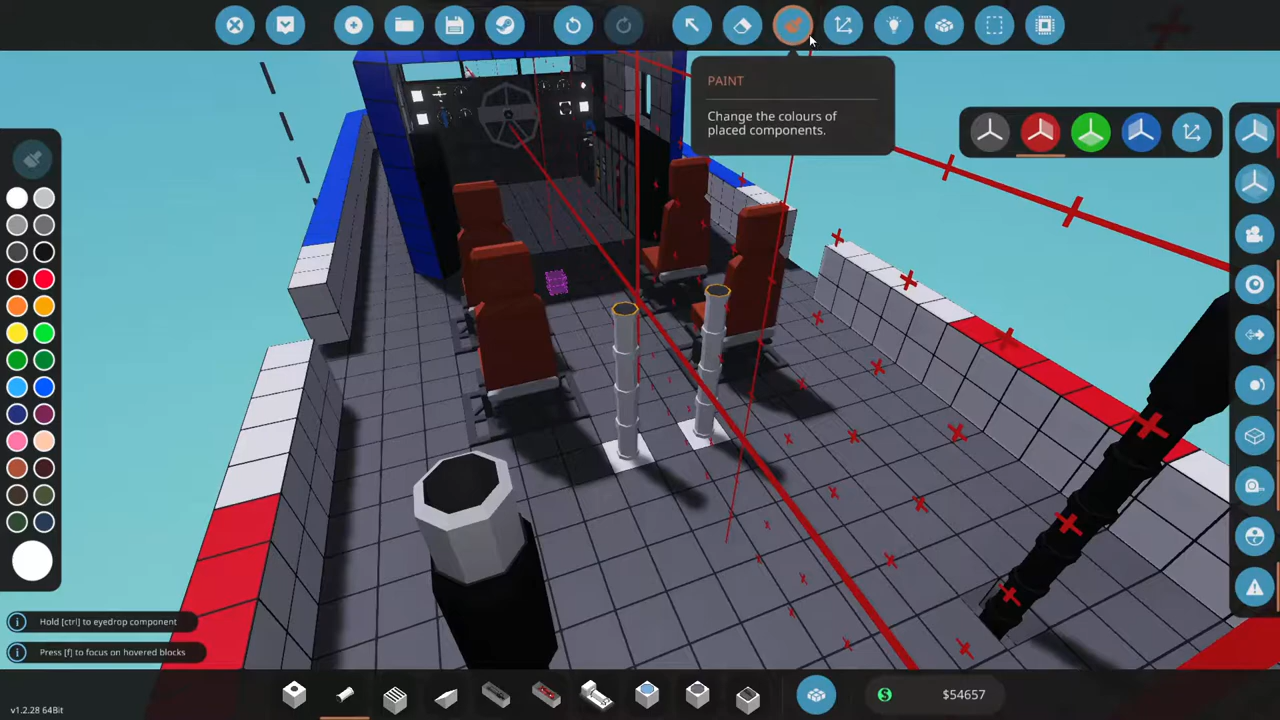 PAINT
Change the colours of
placed components.
Hold [ctrl] to eyedrop component
Press [f] to focus on hovered blocks
$54657
v1.2.28 64Bit